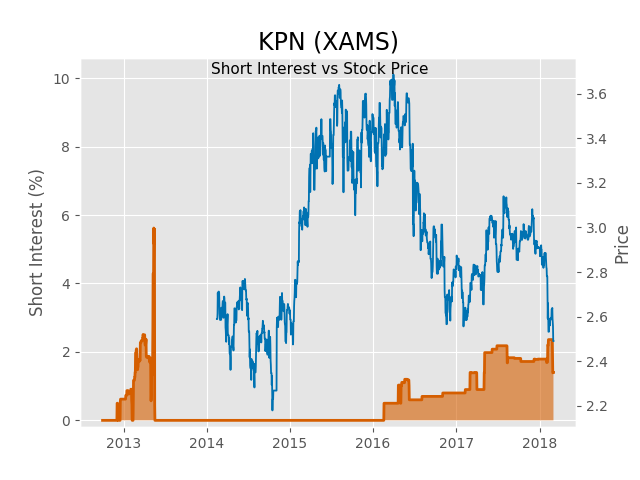 KPN (XAMS)
Short Interest vs Stock Price
Short Interest (%)
10
8
6
4
2
0
3.6
3.4
3.2
3.0
2.8
2.6
2.4
2.2
Price
2013 2014 2015 2016 2017 2018